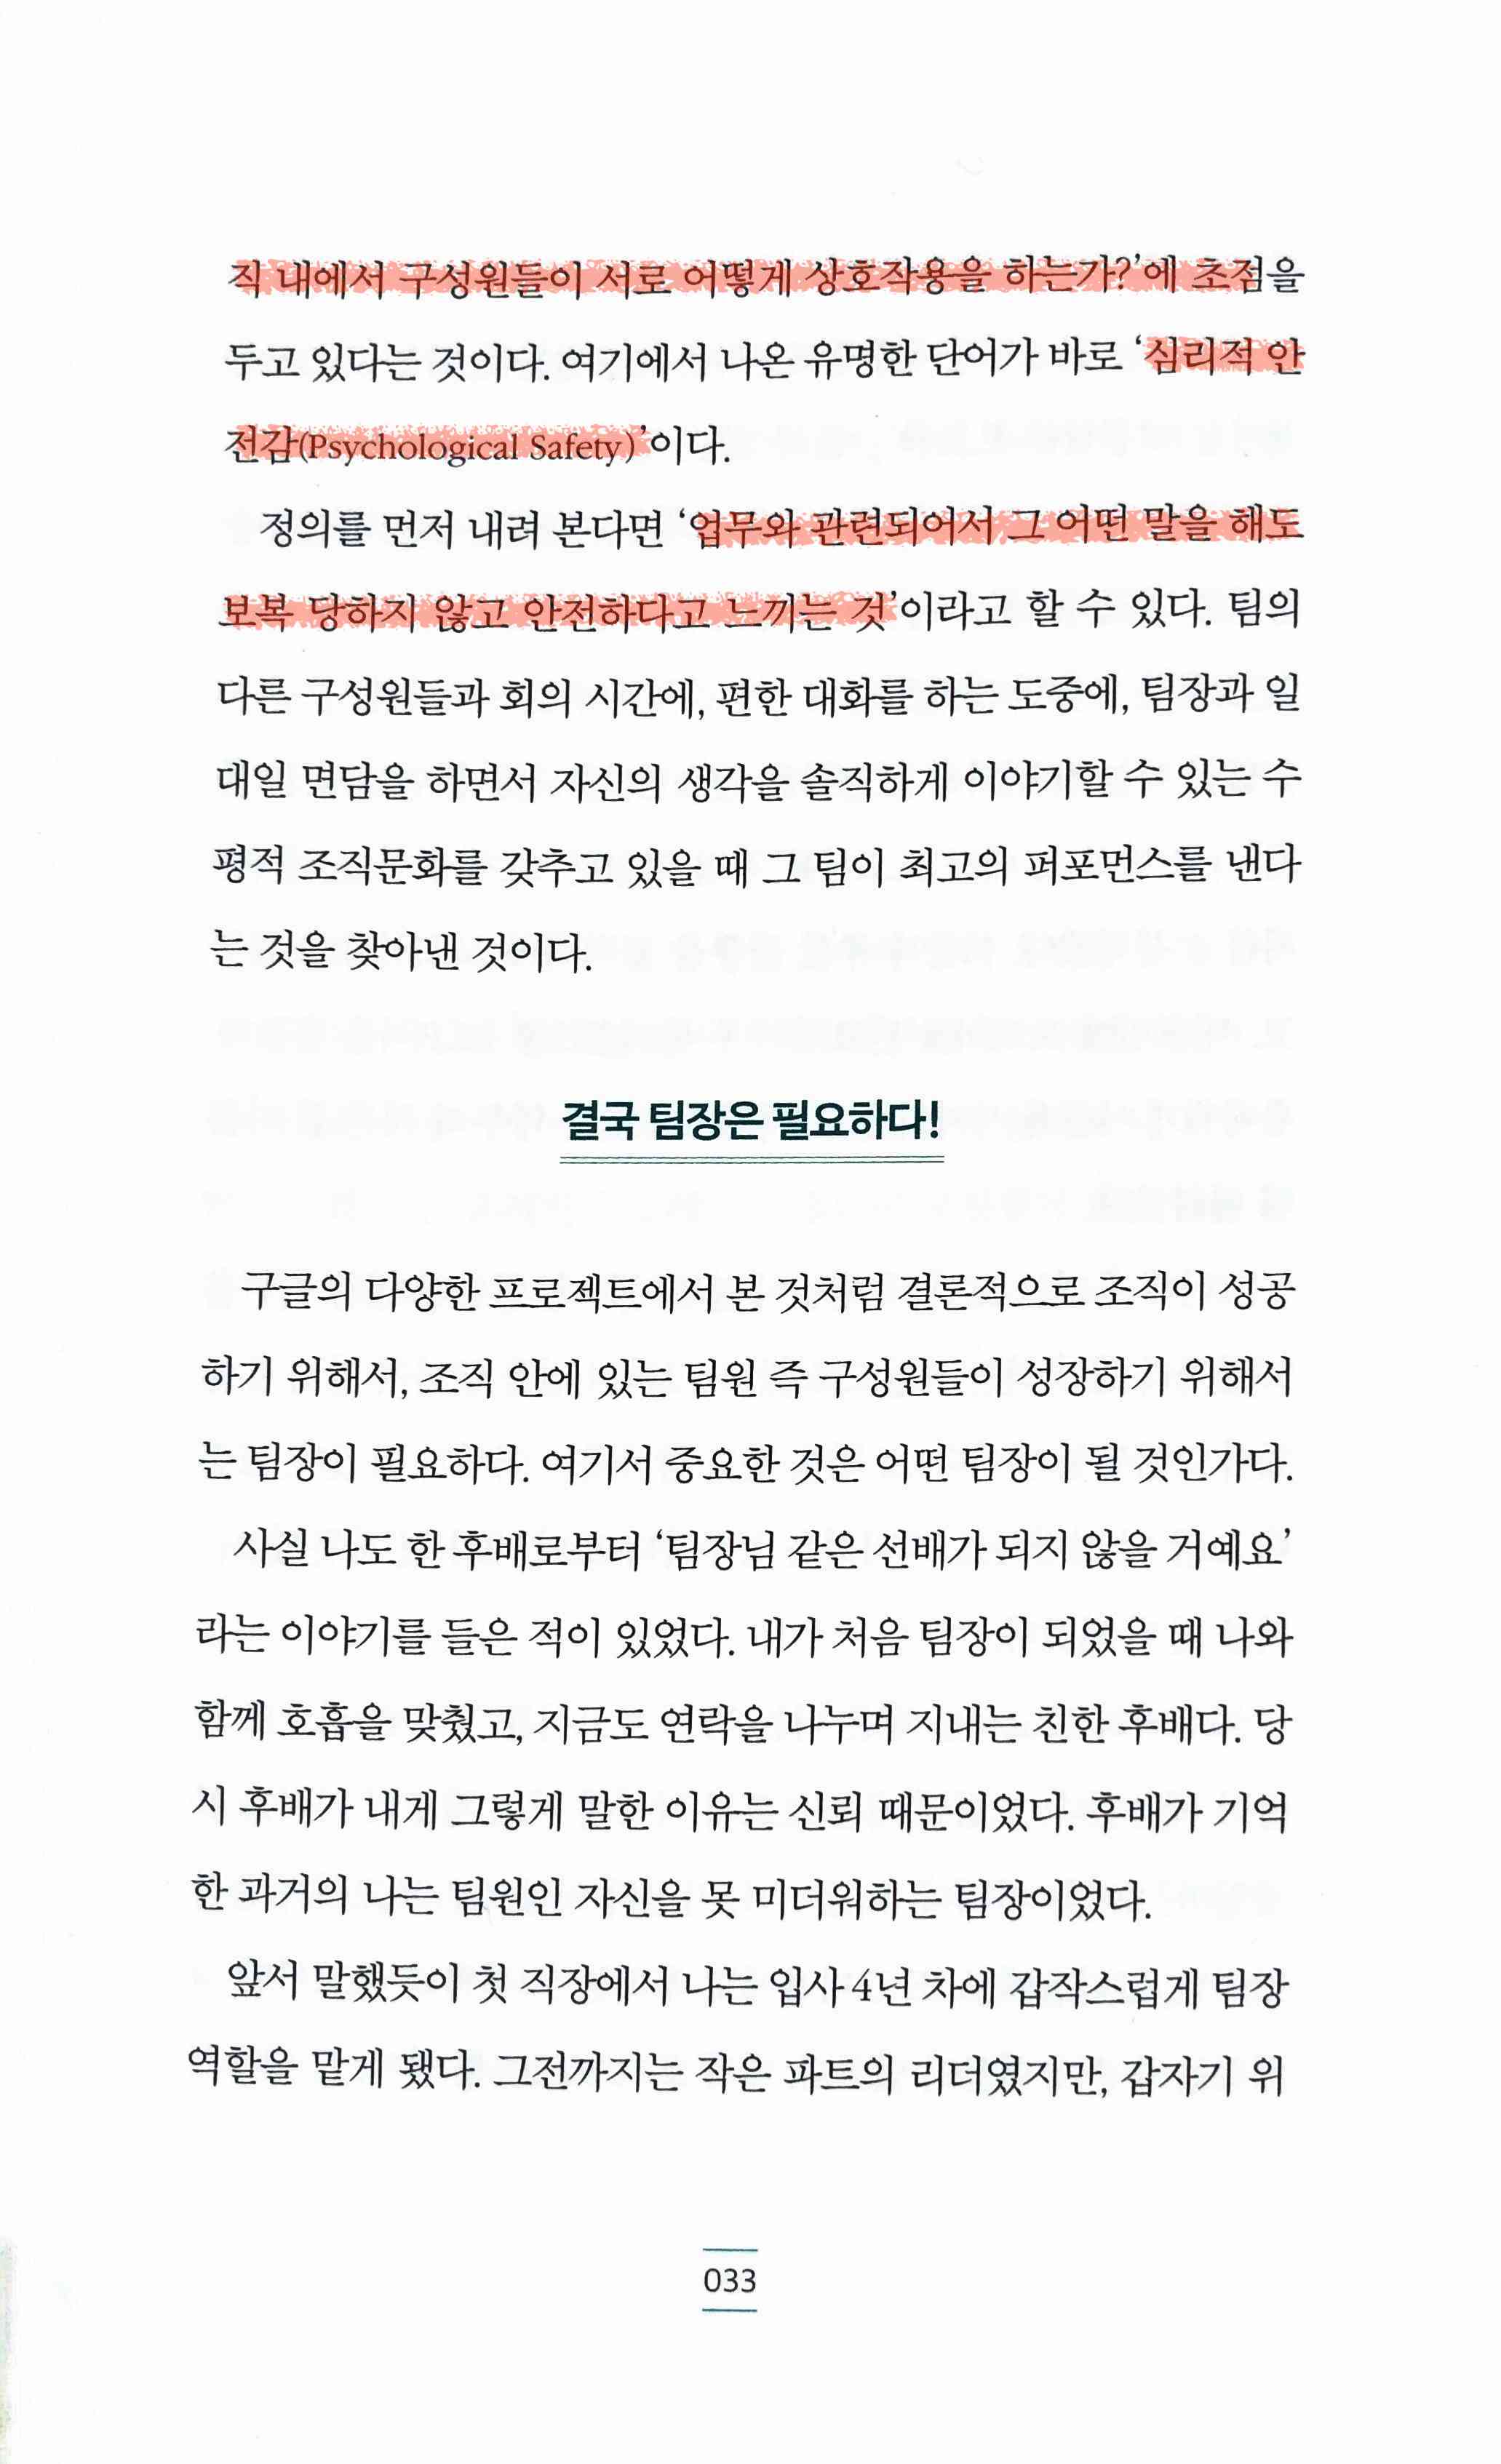 직 내에서 구성원들이 서로 어떻게 상호작용을 하는가?’에 초점을
두고 있다는 것이다. 여기에서 나온 유명한 단어가 바로 ‘심리적 안
전감(Psychological Safety)’이다.
정의를 먼저 내려 본다면 ‘업무와 관련되어서 그 어떤 말을 해도
보복 당하지 않고 안전하다고 느끼는 것’이라고 할 수 있다. 팀의
다른 구성원들과 회의 시간에, 편한 대화를 하는 도중에, 팀장과 일
대일 면담을 하면서 자신의 생각을 솔직하게 이야기할 수 있는 수
평적 조직문화를 갖추고 있을 때 그 팀이 최고의 퍼포먼스를 낸다
는 것을 찾아낸 것이다.
결국 팀장은 필요하다!
구글의 다양한 프로젝트에서 본 것처럼 결론적으로 조직이 성공
하기 위해서, 조직 안에 있는 팀원 즉 구성원들이 성장하기 위해서
는 팀장이 필요하다. 여기서 중요한 것은 어떤 팀장이 될 것인가다.
사실 나도 한 후배로부터 ‘팀장님 같은 선배가 되지 않을 거예요’
라는 이야기를 들은 적이 있었다. 내가 처음 팀장이 되었을 때 나와
함께 호흡을 맞췄고, 지금도 연락을 나누며 지내는 친한 후배다. 당
시 후배가 내게 그렇게 말한 이유는 신뢰 때문이었다. 후배가 기억
한 과거의 나는 팀원인 자신을 못 미더워하는 팀장이었다.
앞서 말했듯이 첫 직장에서 나는 입사 4년 차에 갑작스럽게 팀장
역할을 맡게 됐다. 그전까지는 작은 파트의 리더였지만, 갑자기 위
033